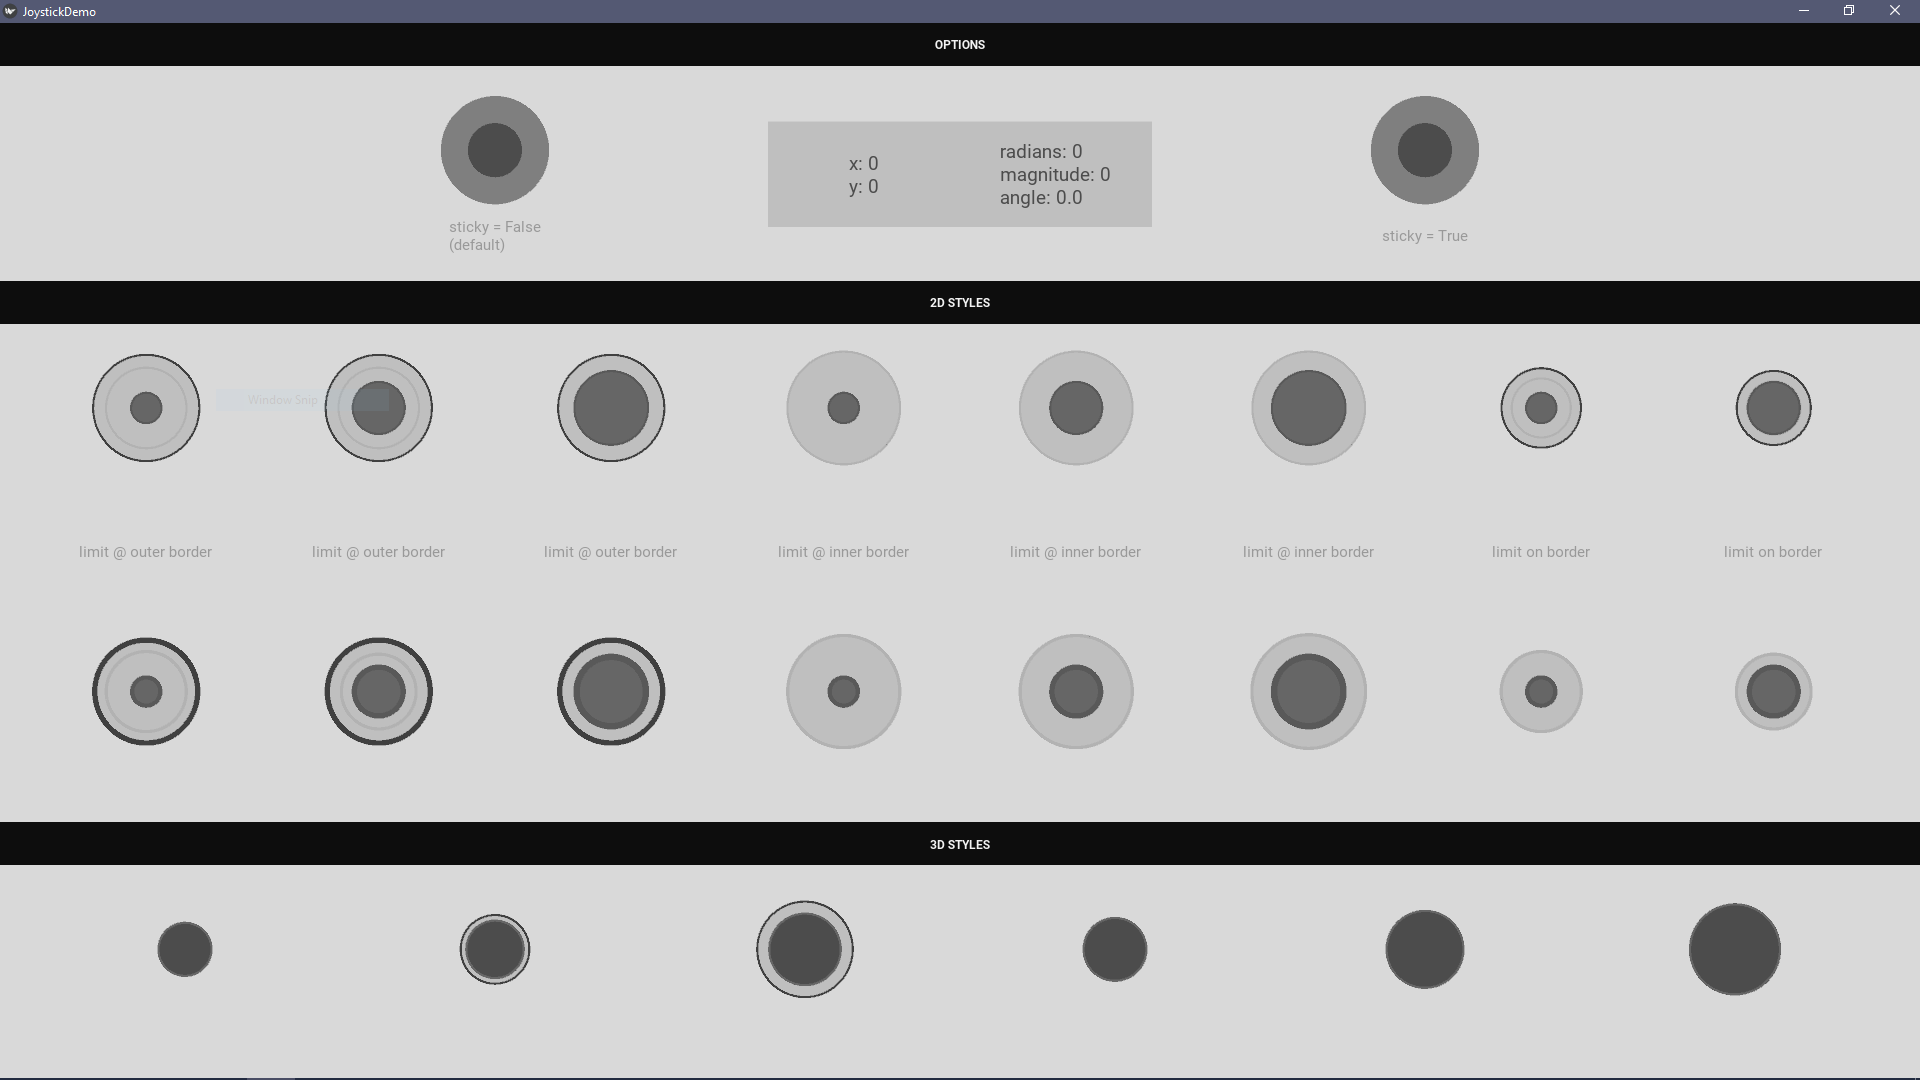 JoystickDemo
OPTIONS
x: 0
y: 0
radians: 0
magnitude: 0
angle: 0.0
sticky = False
(default)
sticky = True
2D STYLES
Window Snip
limit @ outer border
limit @ outer border
limit @ outer border
limit @ inner border
limit @ inner border
limit @ inner border
limit on border
limit on border
3D STYLES